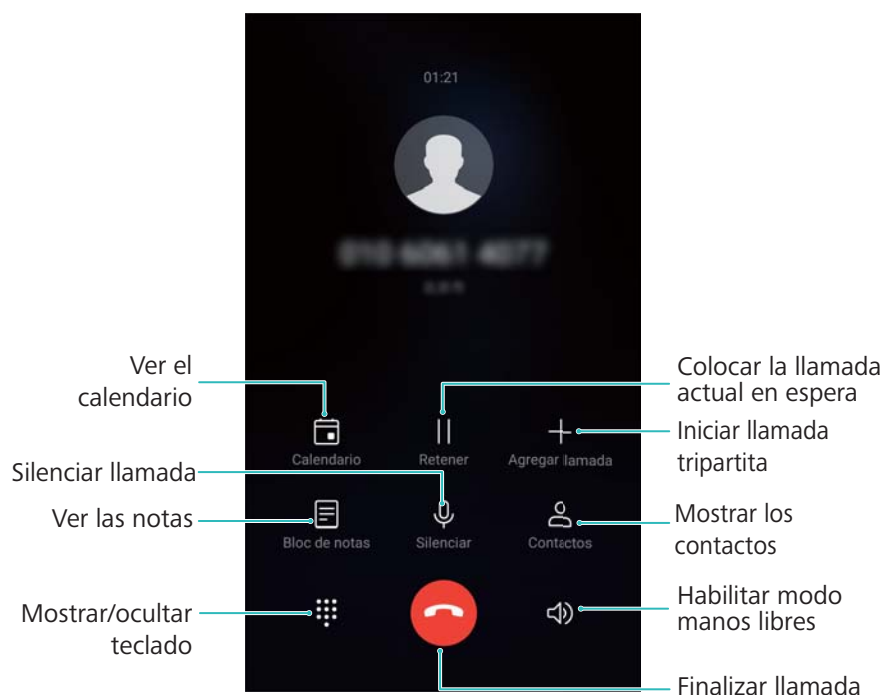 01:21
Ver el
calendario
Colocar la llamada
actual en espera
Calendario
Retener
Agregar llamada
Iniciar llamada
tripartita
Silenciar llamada
Ver las notas
Bloc de notas
Silenciar
Contactos
Mostrar los
contactos
Mostrar/ocultar
teclado
Habilitar modo
manos libres
Finalizar llamada